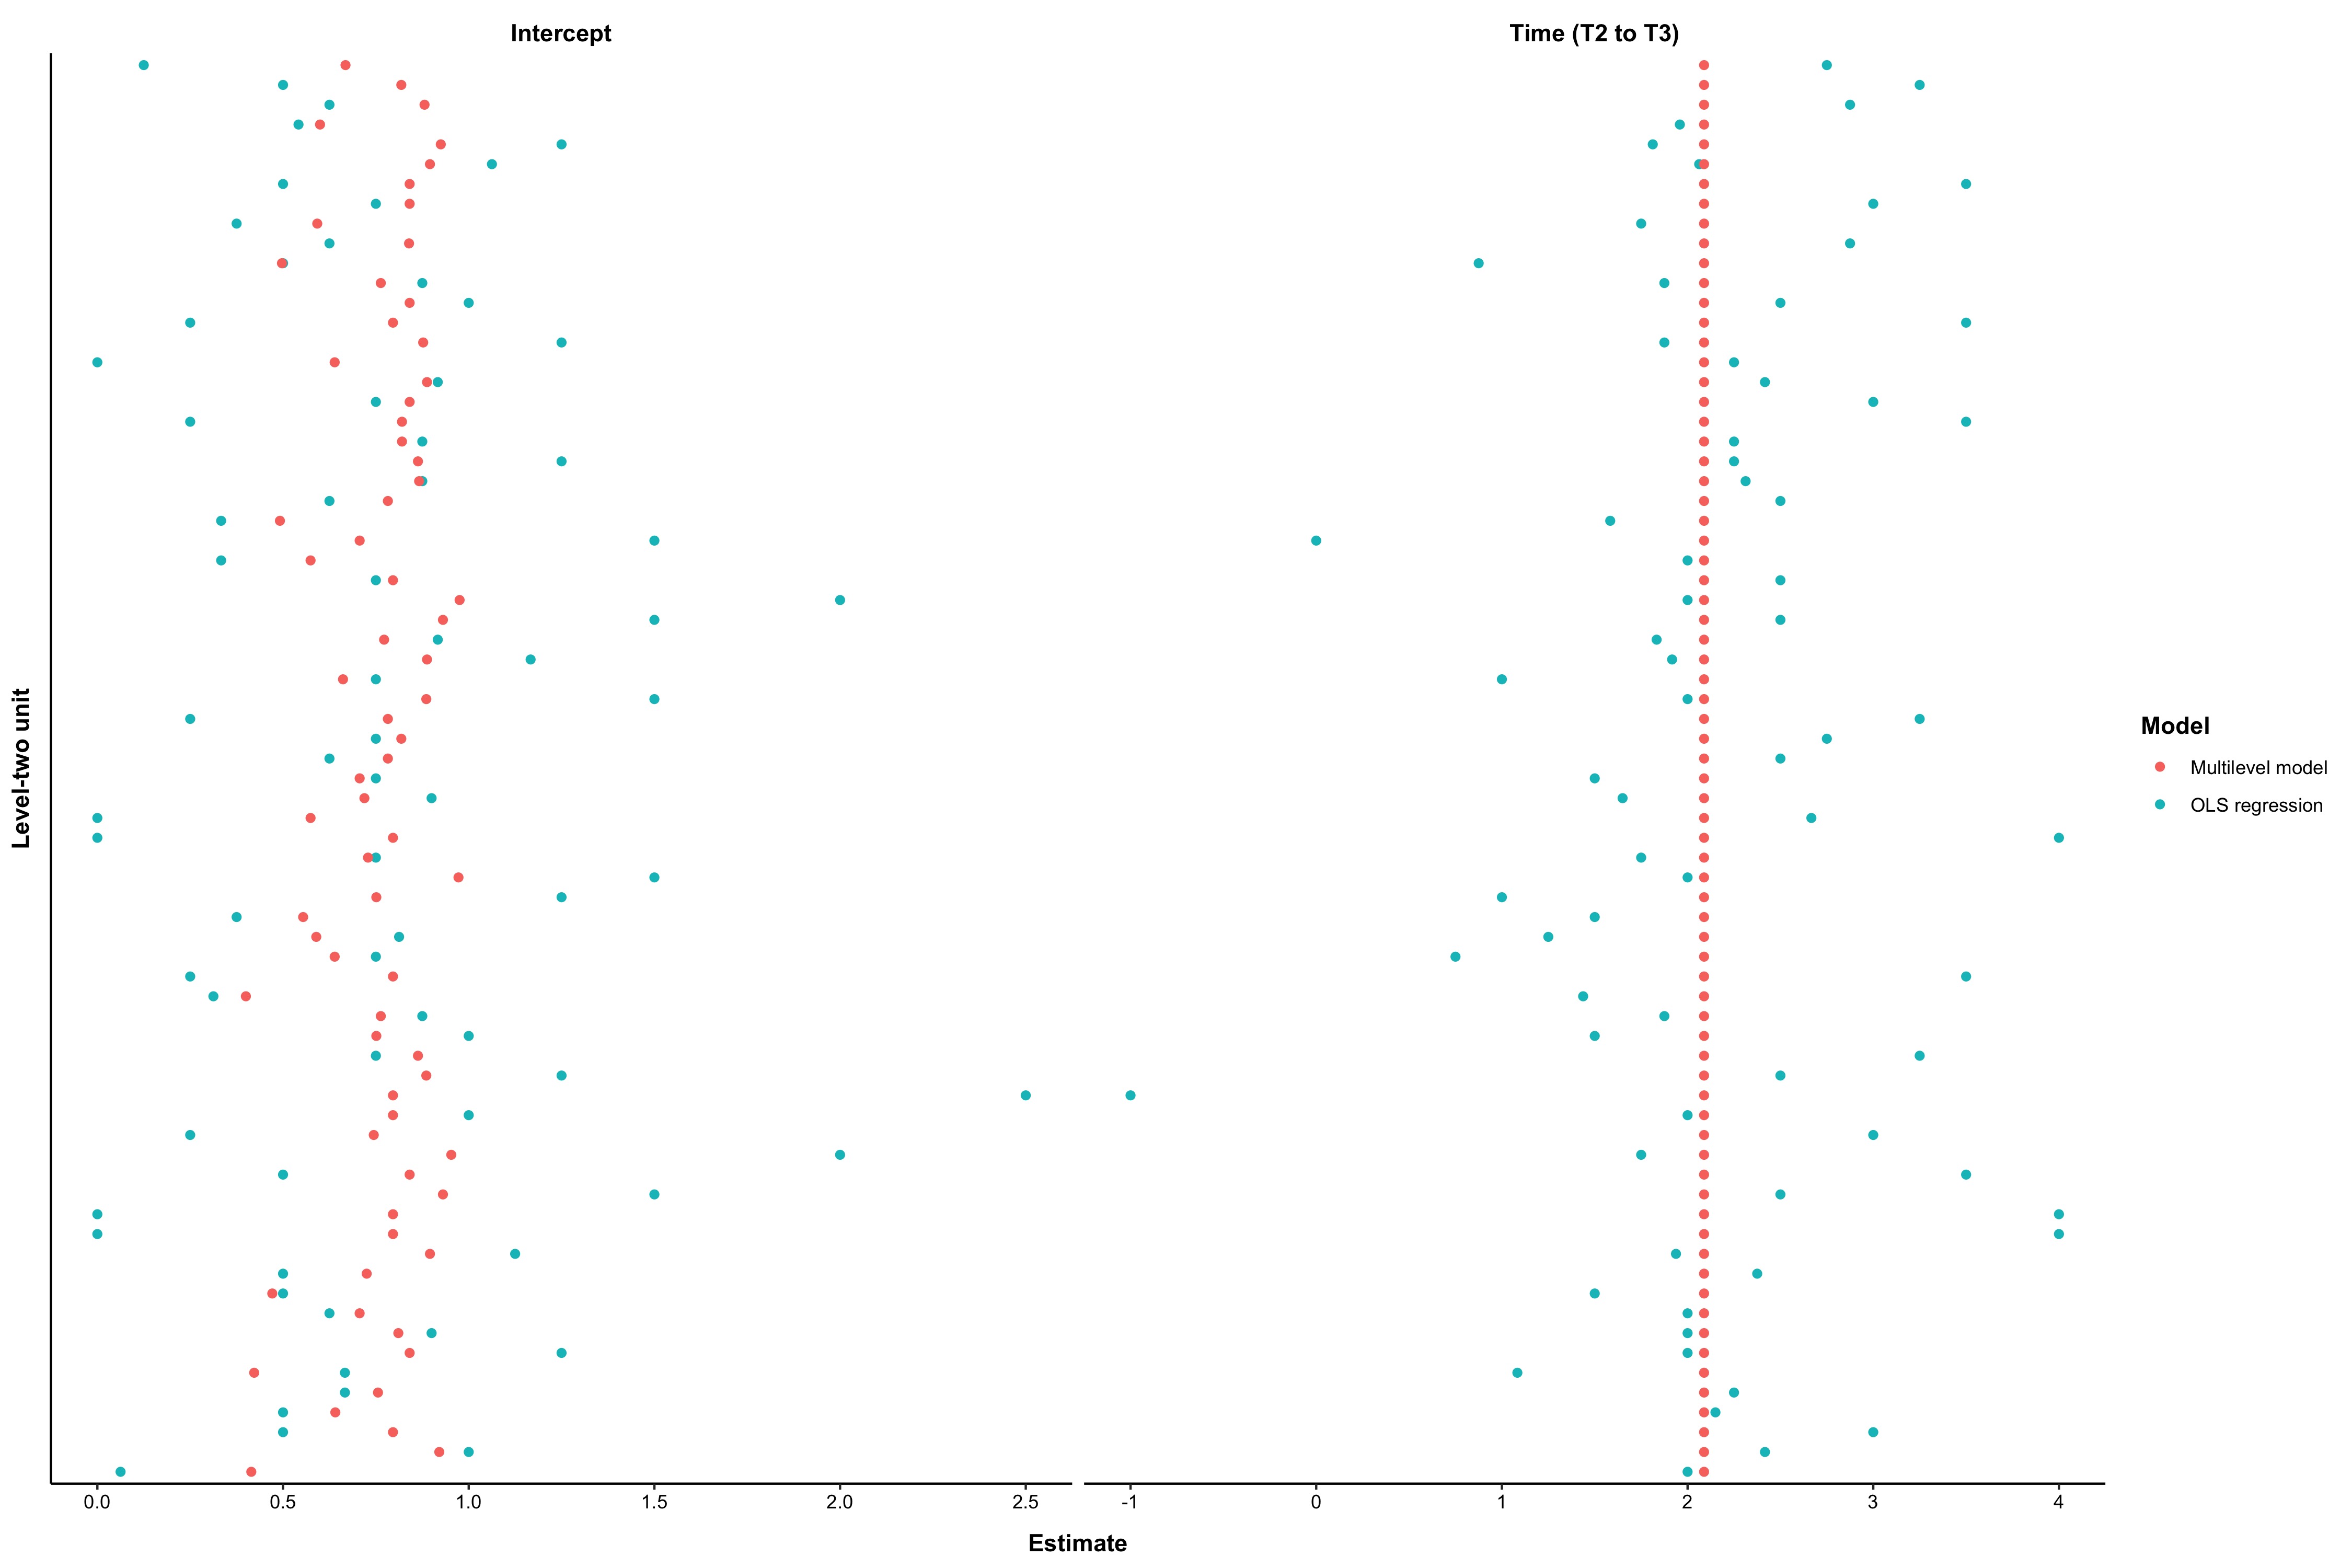 Intercept
Time (T2 to T3)
Level-two unit
Model
Multilevel model
OLS regression
0.0 0.5 1.0 1.5 2.0 2.5
-1 0 1 2 3 4
Estimate